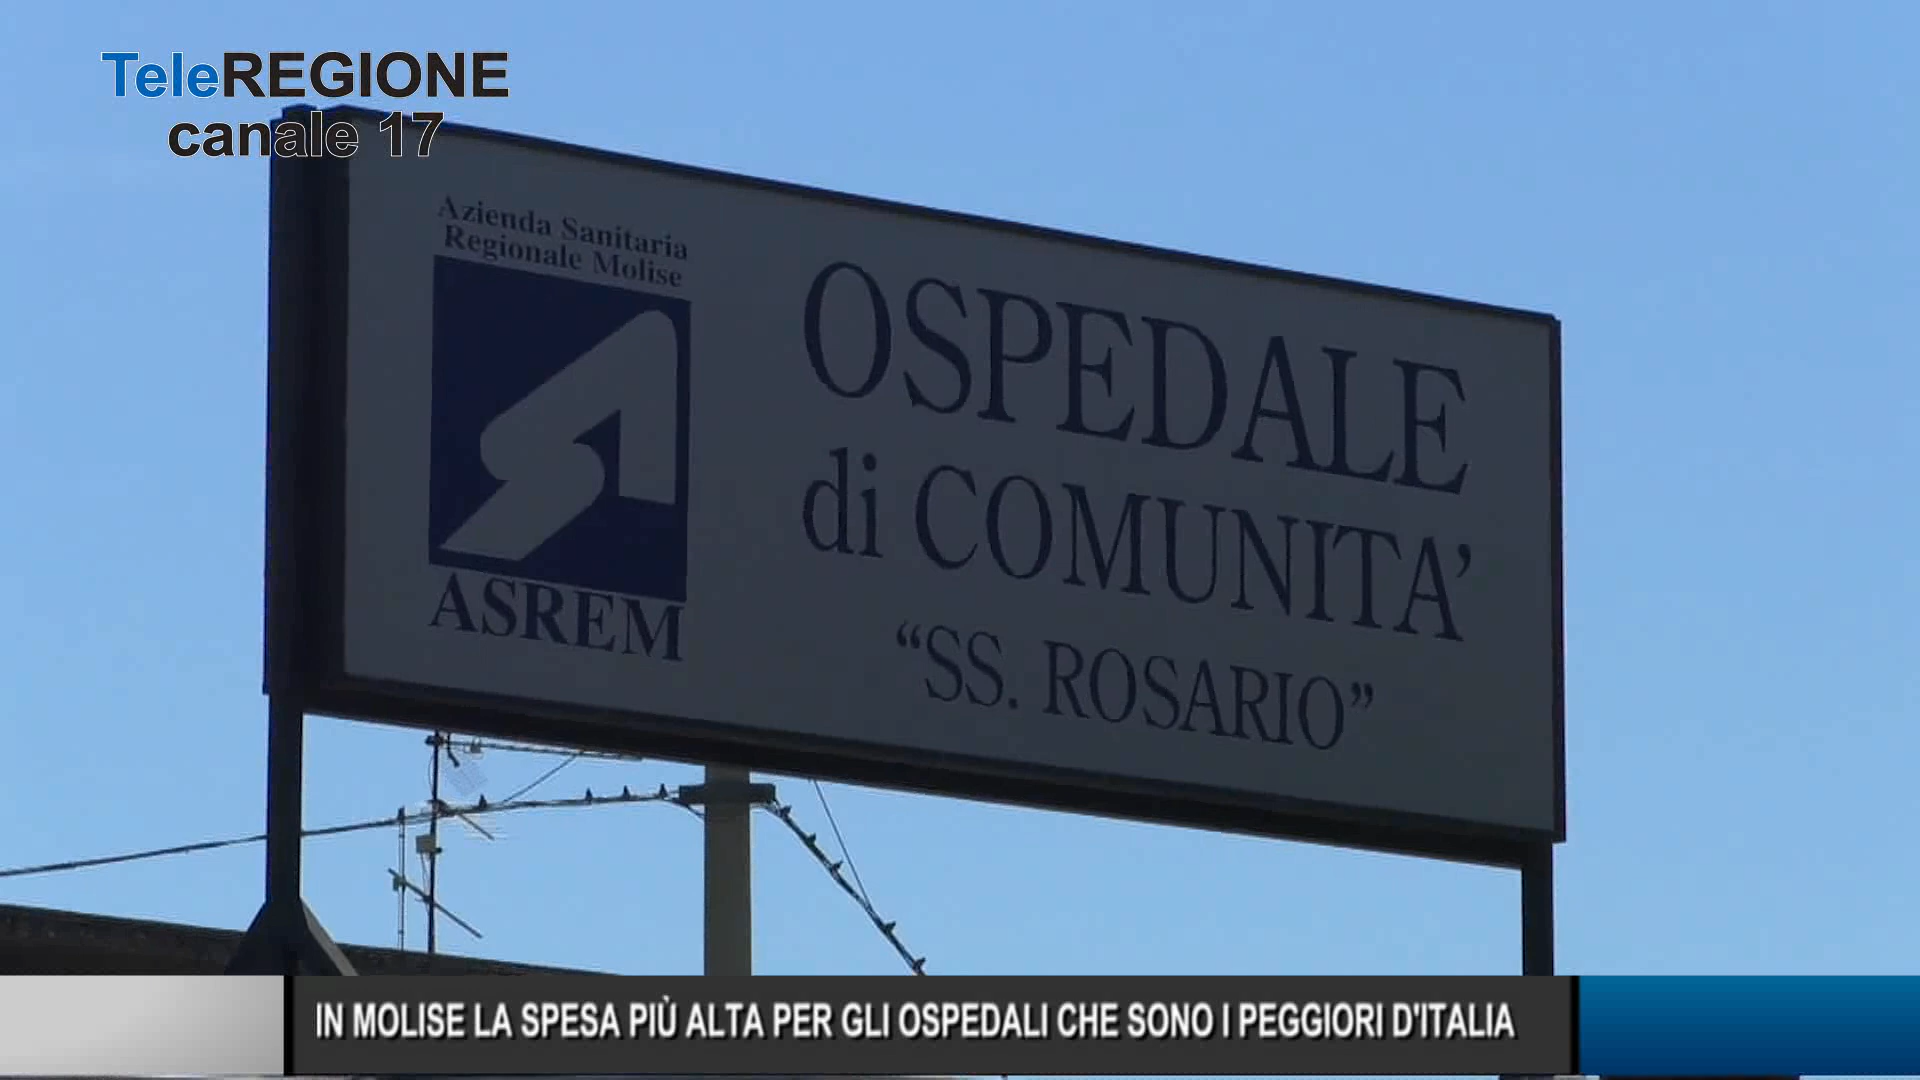 TeleREGIONE
canale 17
Azienda Sanitaria
Regionale Molise
ASREM
OSPEDALE
di COMUNITA'
“SS. ROSARIO”
IN MOLISE LA SPESA PIÙ ALTA PER GLI OSPEDALI CHE SONO I PEGGIORI D'ITALIA